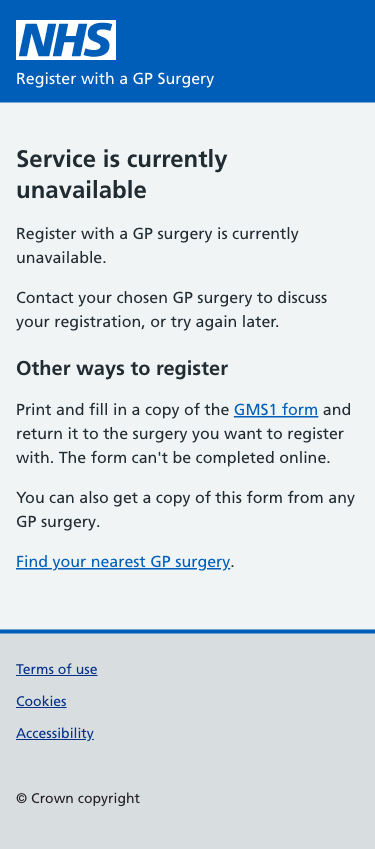 NHS
Register with a GP Surgery
Service is currently
unavailable
Register with a GP surgery is currently
unavailable.
Contact your chosen GP surgery to discuss
your registration, or try again later.
Other ways to register
Print and fill in a copy of the GMS1 form and
return it to the surgery you want to register
with. The form can't be completed online.
You can also get a copy of this form from any
GP surgery.
Find your nearest GP surgery.
Terms of use
Cookies
Accessibility
© Crown copyright